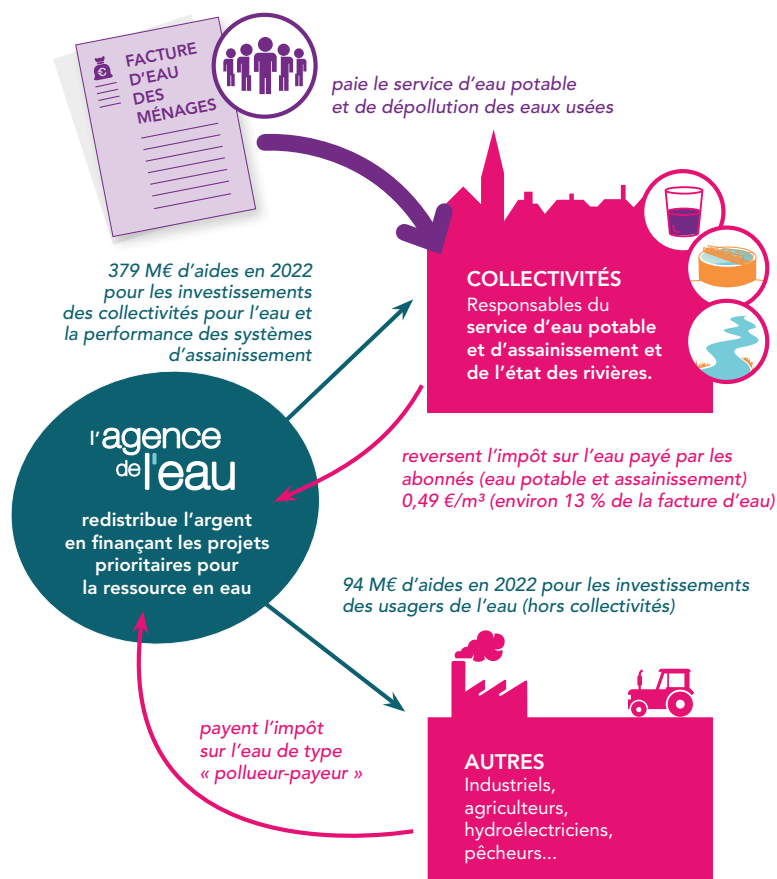 FACTURE
D'EAU
DES
MÉNAGES
paie le service d'eau potable
et de dépollution des eaux usées
379 M€ d'aides en 2022
pour les investissements
des collectivités pour l'eau et
la performance des systèmes
d'assainissement
COLLECTIVITÉS
Responsables du
service d'eau potable
et d'assainissement et
de l'état des rivières.
l'agence
de l'eau
redistribue l'argent
en finançant les projets
prioritaires pour
la ressource en eau
reversent l'impôt sur l'eau payé par les
abonnés (eau potable et assainissement)
0,49 €/m³ (environ 13 % de la facture d'eau)
94 M€ d'aides en 2022 pour les investissements
des usagers de l'eau (hors collectivités)
payent l'impôt
sur l'eau de type
« pollueur-payeur »
AUTRES
Industriels,
agriculteurs,
hydroélectriciens,
pêcheurs...